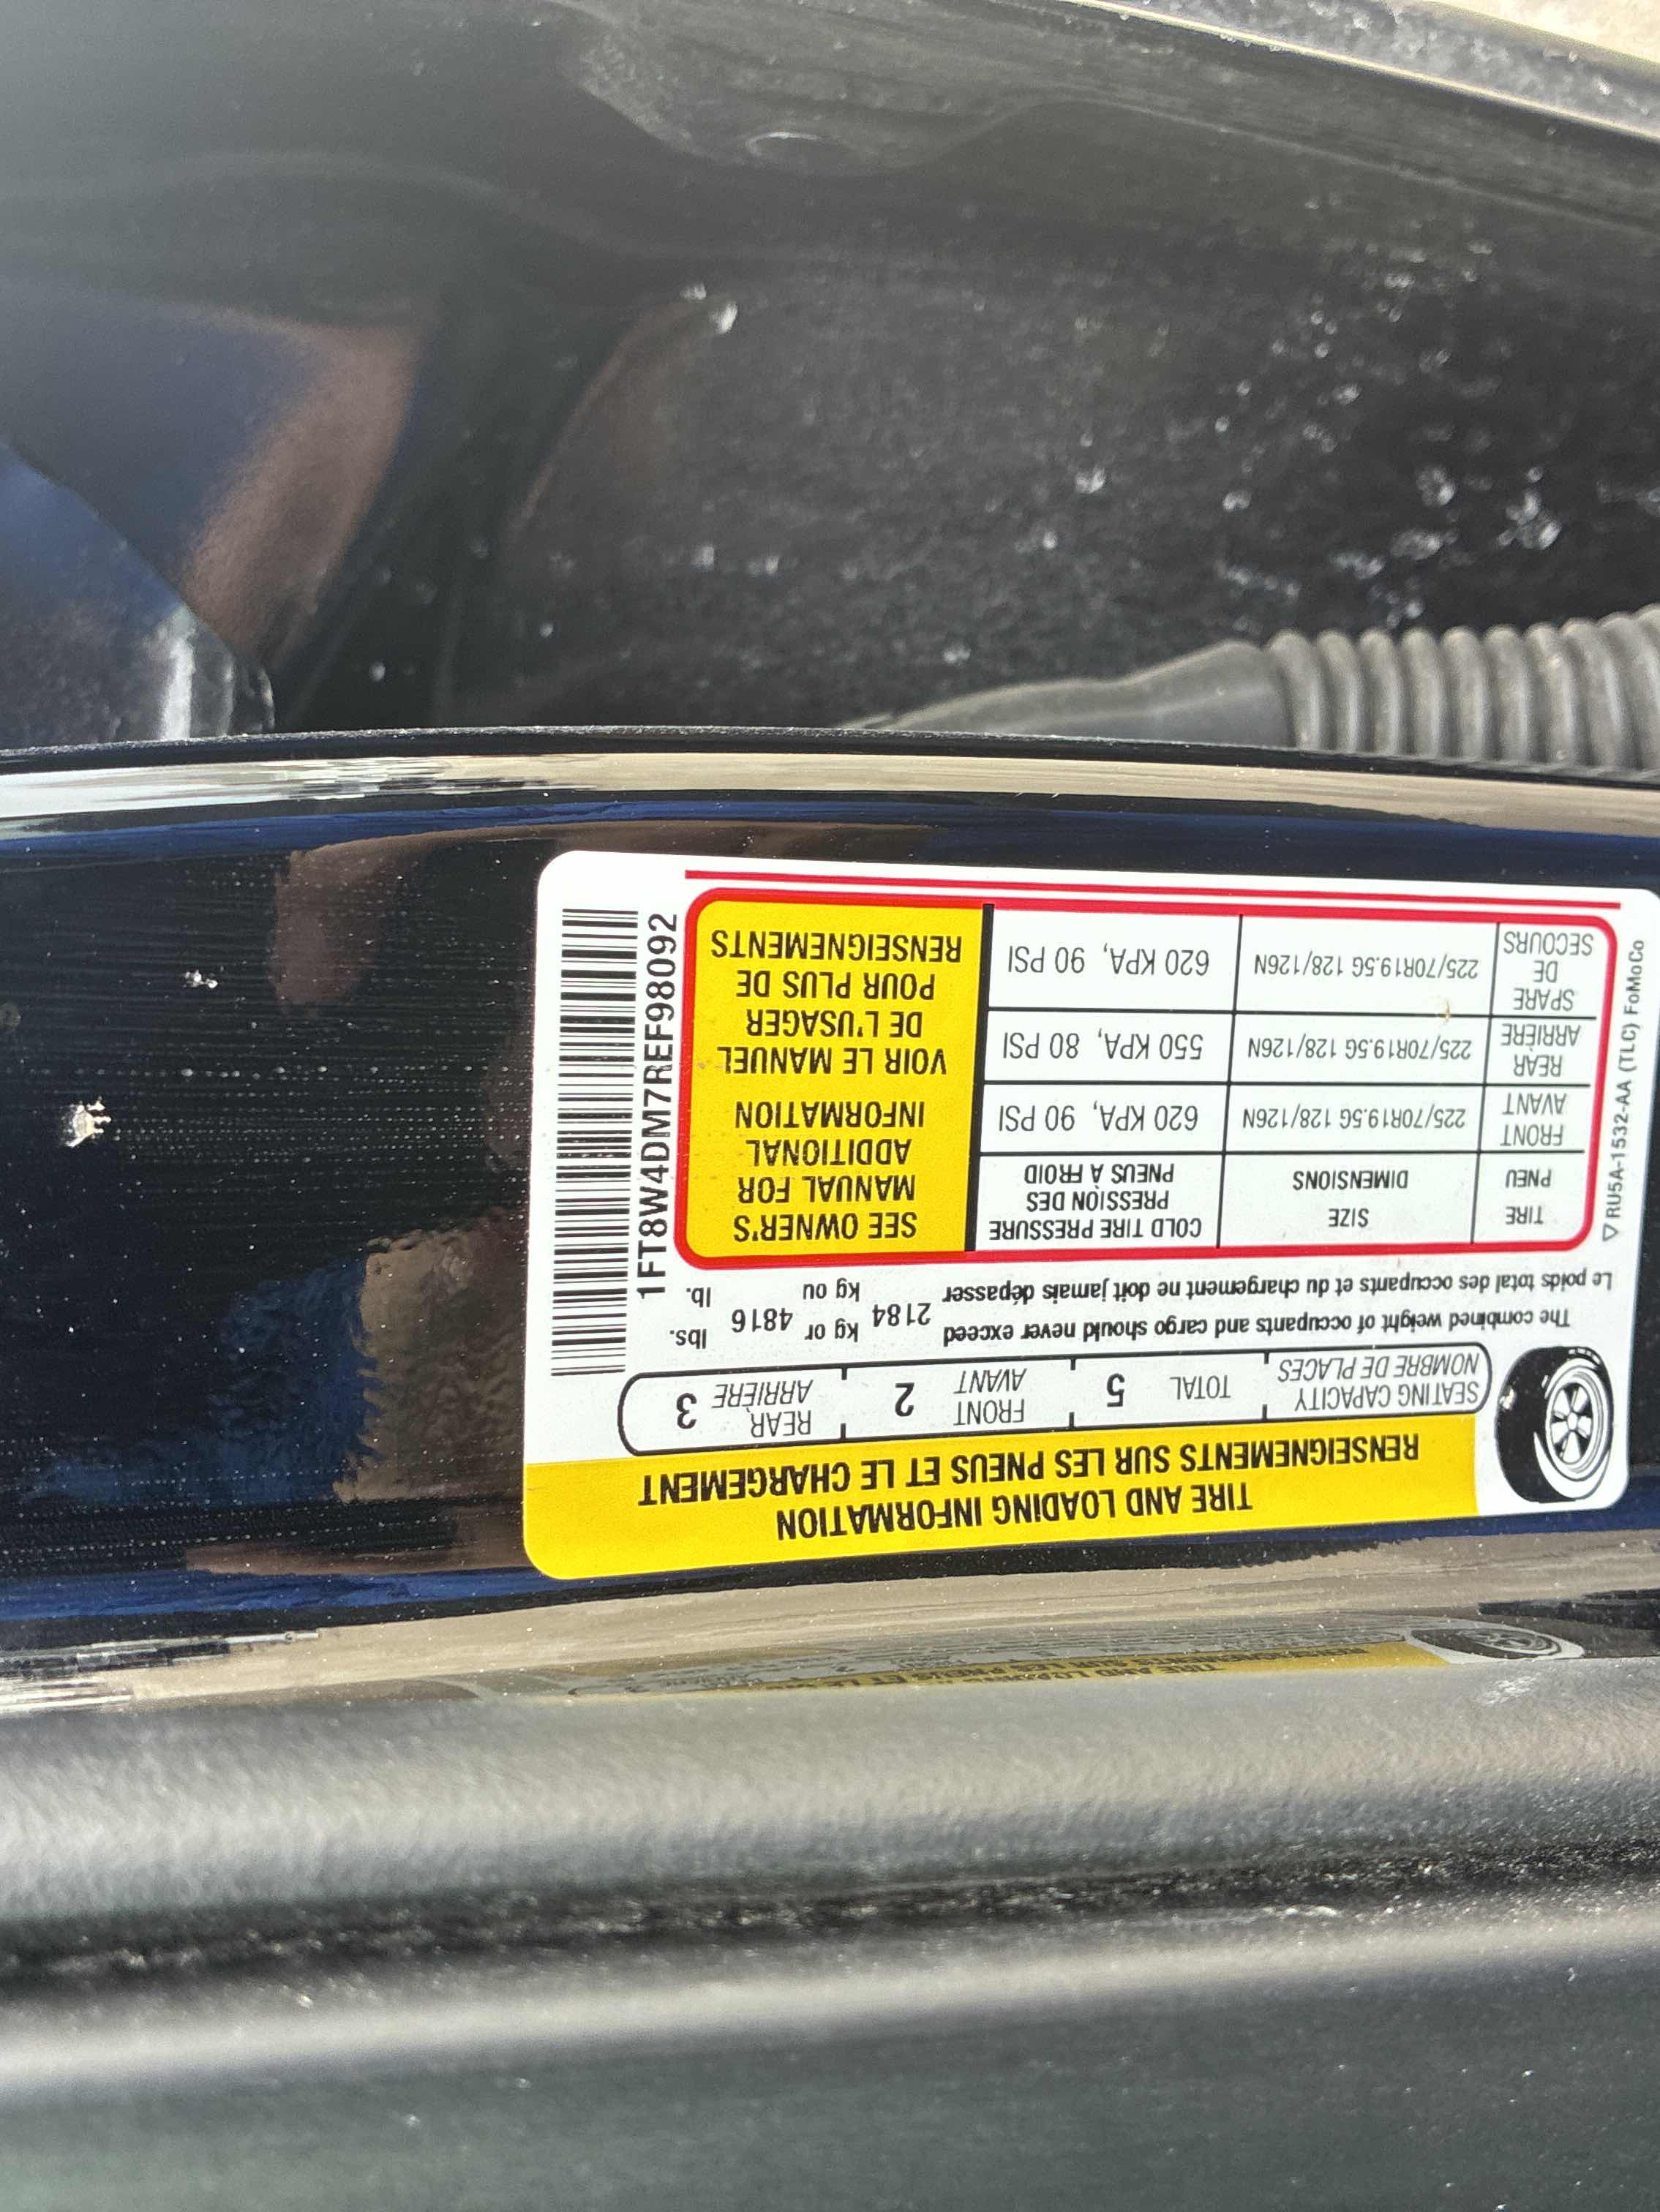 TIRE AND LOADING INFORMATION
RENSEIGNEMENTS SUR LES PNEUS ET LE CHARGEMENT
SEATING CAPACITY
NOMBRE DE PLACES
TOTAL 5
FRONT
AVANT
2
REAR
ARRIÈRE
3
The combined weight of occupants and cargo should never exceed 2184 kg or 4816 lbs.
Le poids total des occupants et du chargement ne doit jamais dépasser kg ou lb.
TIRE
PNEU
SIZE
DIMENSIONS
COLD TIRE PRESSURE
PRESSION DES
PNEUS À FROID
FRONT
AVANT
225/70R19.5G 128/126N
620 KPA, 90 PSI
REAR
ARRIÈRE
225/70R19.5G 128/126N
550 KPA, 80 PSI
SPARE
DE
SECOURS
225/70R19.5G 128/126N
620 KPA, 90 PSI
SEE OWNER'S
MANUAL FOR
ADDITIONAL
INFORMATION
VOIR LE MANUEL
DE L'USAGER
POUR PLUS DE
RENSEIGNEMENTS
1FT8W4DM7REF98092
▽RU5A-1532-AA (TLC) FoMoCo